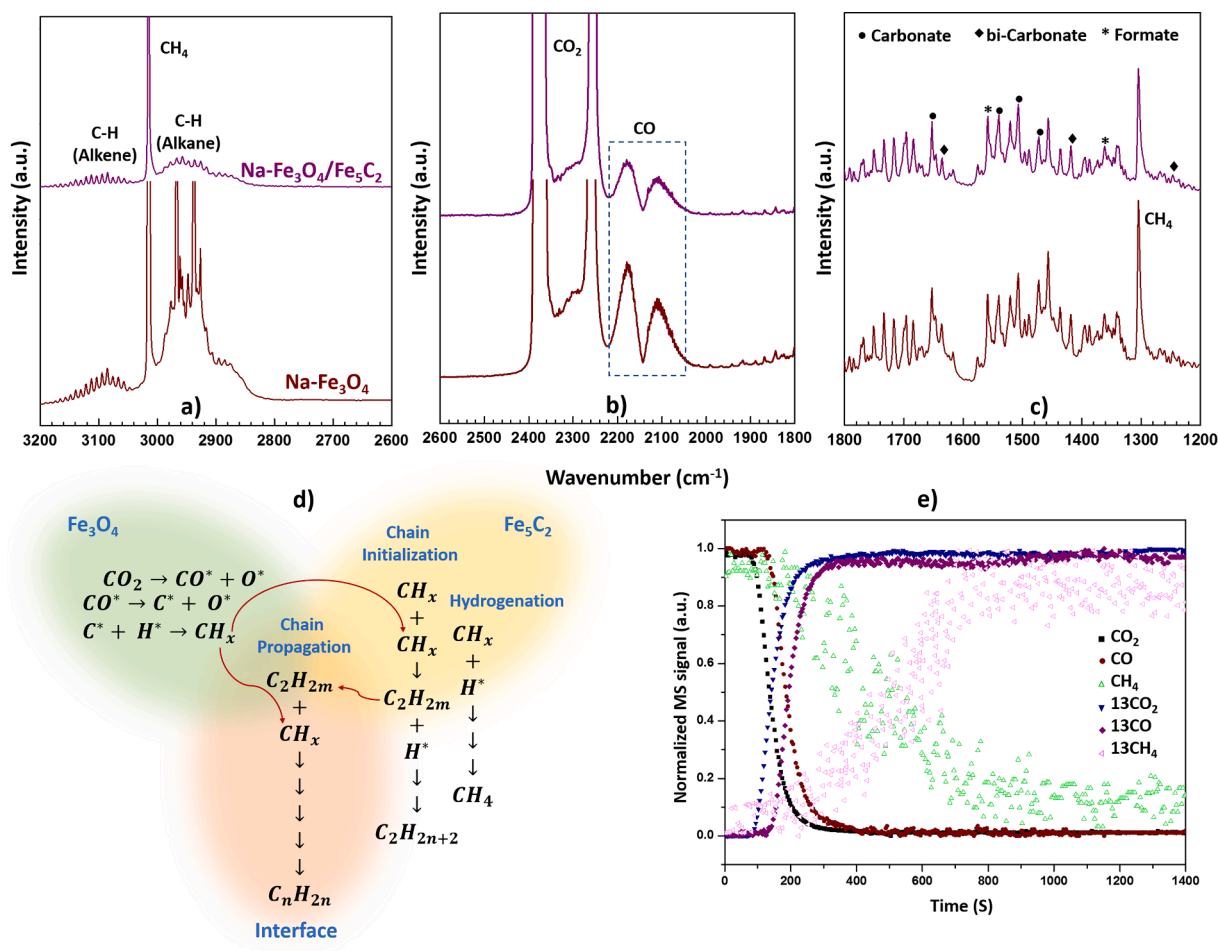 CH₄
C-H
(Alkene)
C-H
(Alkane)
Na-Fe₃O₄/Fe₅C₂
Na-Fe₃O₄
a)
Intensity (a.u.)
3200 3100 3000 2900 2800 2700 2600
CO₂
CO
b)
Intensity (a.u.)
2600 2500 2400 2300 2200 2100 2000 1900 1800
● Carbonate ◆ bi-Carbonate * Formate
CH₄
c)
Intensity (a.u.)
1800 1600 1500 1400 1300 1200
Wavenumber (cm⁻¹)
d)
Fe₃O₄
CO₂ → CO* + O*
CO* → C* + O*
C* + H* → CHₓ
Fe₅C₂
Chain
Initialization
CHₓ
+
CHₓ
↓
C₂H₂ₘ
+
H*
↓
↓
C₂H₂ₙ₊₂
Hydrogenation
CHₓ
+
H*
↓
↓
↓
CH₄
Chain
Propagation
C₂H₂ₘ
+
CHₓ
↓
↓
↓
↓
↓
↓
CₙH₂ₙ
Interface
e)
Normalized MS signal (a.u.)
1.0
0.8
0.6
0.4
0.2
0.0
CO₂
CO
CH₄
13CO₂
13CO
13CH₄
0 200 400 600 800 1000 1200 1400
Time (S)